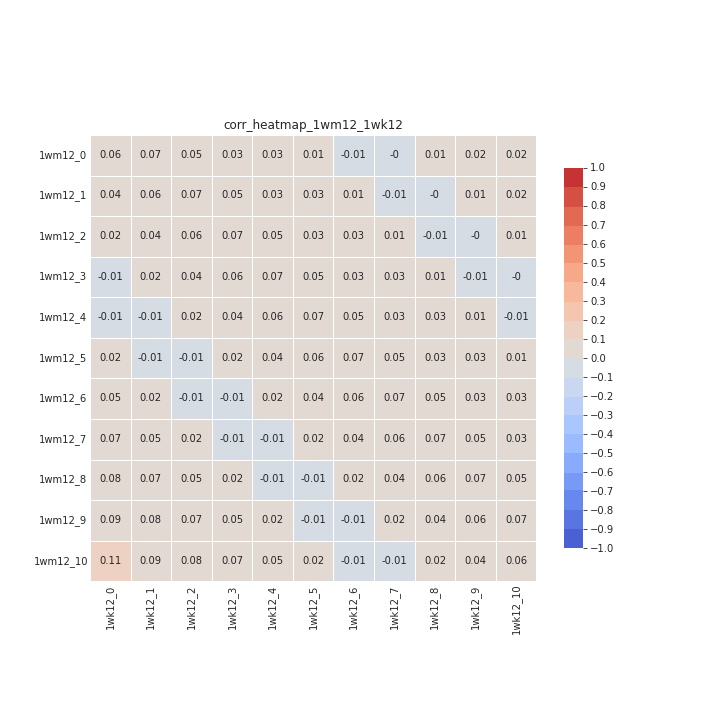 corr_heatmap_1wm12_1wk12
1wm12_0 0.06 0.07 0.05 0.03 0.03 0.01 -0.01 -0 0.01 0.02 0.02
1wm12_1 0.04 0.06 0.07 0.05 0.03 0.03 0.01 -0.01 -0 0.01 0.02
1wm12_2 0.02 0.04 0.06 0.07 0.05 0.03 0.03 0.01 -0.01 -0 0.01
1wm12_3 -0.01 0.02 0.04 0.06 0.07 0.05 0.03 0.03 0.01 -0.01 -0
1wm12_4 -0.01 -0.01 0.02 0.04 0.06 0.07 0.05 0.03 0.03 0.01 -0.01
1wm12_5 0.02 -0.01 -0.01 0.02 0.04 0.06 0.07 0.05 0.03 0.03 0.01
1wm12_6 0.05 0.02 -0.01 -0.01 0.02 0.04 0.06 0.07 0.05 0.03 0.03
1wm12_7 0.07 0.05 0.02 -0.01 -0.01 0.02 0.04 0.06 0.07 0.05 0.03
1wm12_8 0.08 0.07 0.05 0.02 -0.01 -0.01 0.02 0.04 0.06 0.07 0.05
1wm12_9 0.09 0.08 0.07 0.05 0.02 -0.01 -0.01 0.02 0.04 0.06 0.07
1wm12_10 0.11 0.09 0.08 0.07 0.05 0.02 -0.01 -0.01 0.02 0.04 0.06
1wk12_0 1wk12_1 1wk12_2 1wk12_3 1wk12_4 1wk12_5 1wk12_6 1wk12_7 1wk12_8 1wk12_9 1wk12_10
1.0
0.9
0.8
0.7
0.6
0.5
0.4
0.3
0.2
0.1
0.0
−0.1
−0.2
−0.3
−0.4
−0.5
−0.6
−0.7
−0.8
−0.9
−1.0